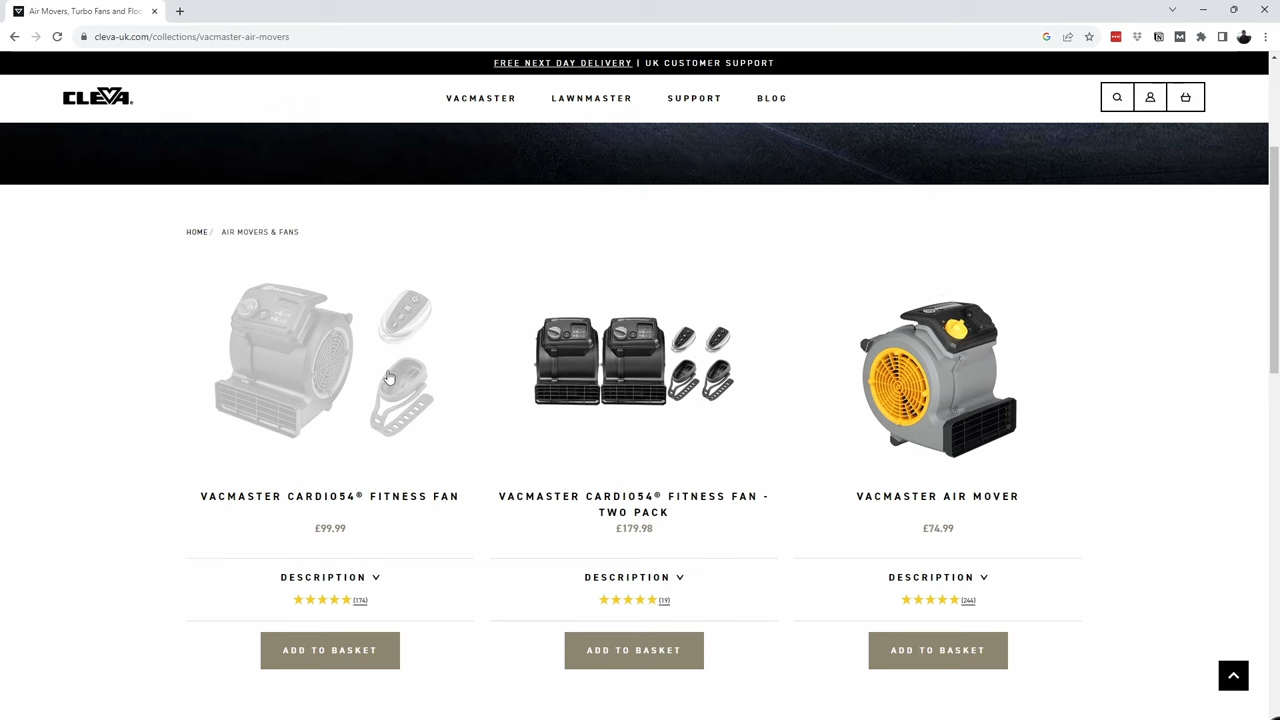 Air Movers, Turbo Fans and Floo
cleva-uk.com/collections/vacmaster-air-movers
FREE NEXT DAY DELIVERY | UK CUSTOMER SUPPORT
CLEVA
VACMASTER LAWNMASTER SUPPORT BLOG
HOME / AIR MOVERS & FANS
VACMASTER CARDIO54® FITNESS FAN
£99.99
DESCRIPTION
(174)
ADD TO BASKET
VACMASTER CARDIO54® FITNESS FAN -
TWO PACK
£179.98
DESCRIPTION
(19)
ADD TO BASKET
VACMASTER AIR MOVER
£74.99
DESCRIPTION
(244)
ADD TO BASKET